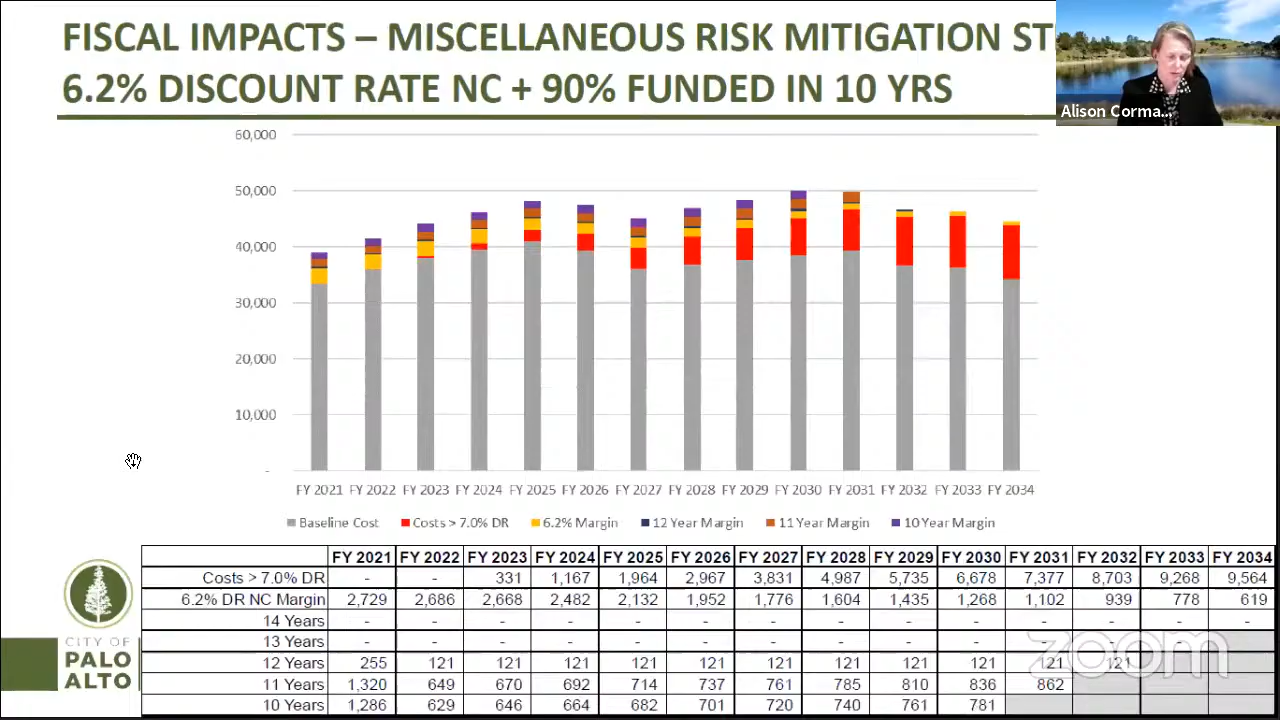 FISCAL IMPACTS – MISCELLANEOUS RISK MITIGATION ST
6.2% DISCOUNT RATE NC + 90% FUNDED IN 10 YRS
Alison Corma...
60,000
50,000
40,000
30,000
20,000
10,000
-
FY 2021 FY 2022 FY 2023 FY 2024 FY 2025 FY 2026 FY 2027 FY 2028 FY 2029 FY 2030 FY 2031 FY 2032 FY 2033 FY 2034
Baseline Cost Costs > 7.0% DR 6.2% Margin 12 Year Margin 11 Year Margin 10 Year Margin
FY 2021 FY 2022 FY 2023 FY 2024 FY 2025 FY 2026 FY 2027 FY 2028 FY 2029 FY 2030 FY 2031 FY 2032 FY 2033 FY 2034
Costs > 7.0% DR - - 331 1,167 1,964 2,967 3,831 4,987 5,735 6,678 7,377 8,703 9,268 9,564
6.2% DR NC Margin 2,729 2,686 2,668 2,482 2,132 1,952 1,776 1,604 1,435 1,268 1,102 939 778 619
14 Years - - - - - - - - - - - - - -
13 Years - - - - - - - - - - - - -
12 Years 255 121 121 121 121 121 121 121 121 121 121 121
11 Years 1,320 649 670 692 714 737 761 785 810 836 862
10 Years 1,286 629 646 664 682 701 720 740 761 781
CITY OF
PALO
ALTO
zoom